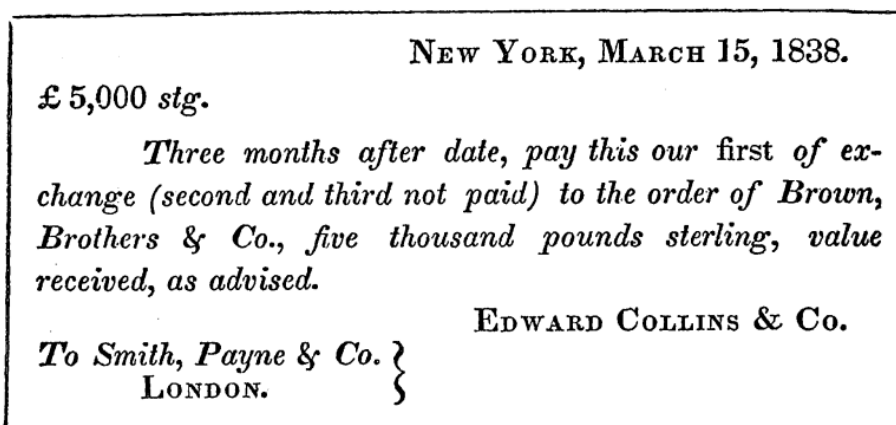 New York, March 15, 1838.
£ 5,000 stg.
Three months after date, pay this our first of ex-
change (second and third not paid) to the order of Brown,
Brothers & Co., five thousand pounds sterling, value
received, as advised.
Edward Collins & Co.
To Smith, Payne & Co.
London.